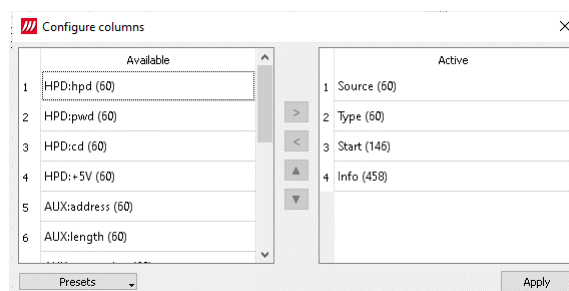 Configure columns
Available
1 HPD:hpd (60)
2 HPD:pwd (60)
3 HPD:cd (60)
4 HPD:+5V (60)
5 AUX:address (60)
6 AUX:length (60)
Active
1 Source (60)
2 Type (60)
3 Start (146)
4 Info (458)
> 
<
Presets
Apply